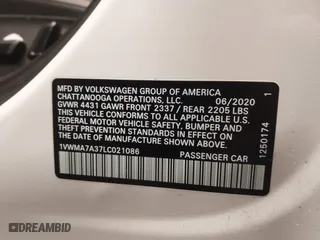 MFD BY VOLKSWAGEN GROUP OF AMERICA
CHATTANOOGA OPERATIONS, LLC. 06/2020
GVWR 4431 GAWR FRONT 2337 / REAR 2205 LBS
THIS VEHICLE CONFORMS TO ALL APPLICABLE U.S.
FEDERAL MOTOR VEHICLE SAFETY, BUMPER AND
THEFT PREVENTION STANDARDS IN EFFECT ON THE
DATE OF MANUFACTURE SHOWN ABOVE
1VWMA7A37LC021086 PASSENGER CAR
1250174 1
DREAMBID.COM